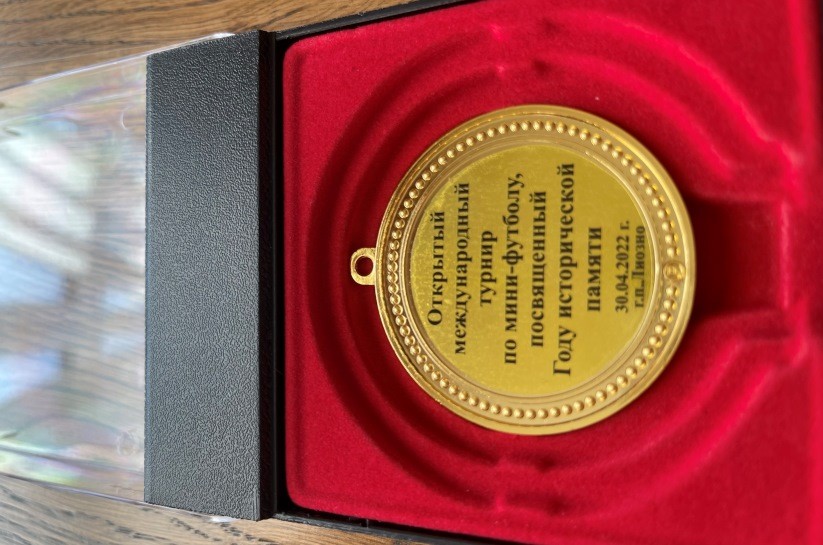 Открытый
международный
турнир
по мини-футболу,
посвященный
Году исторической
памяти
30.04.2022 г.
г.п. Лиозно